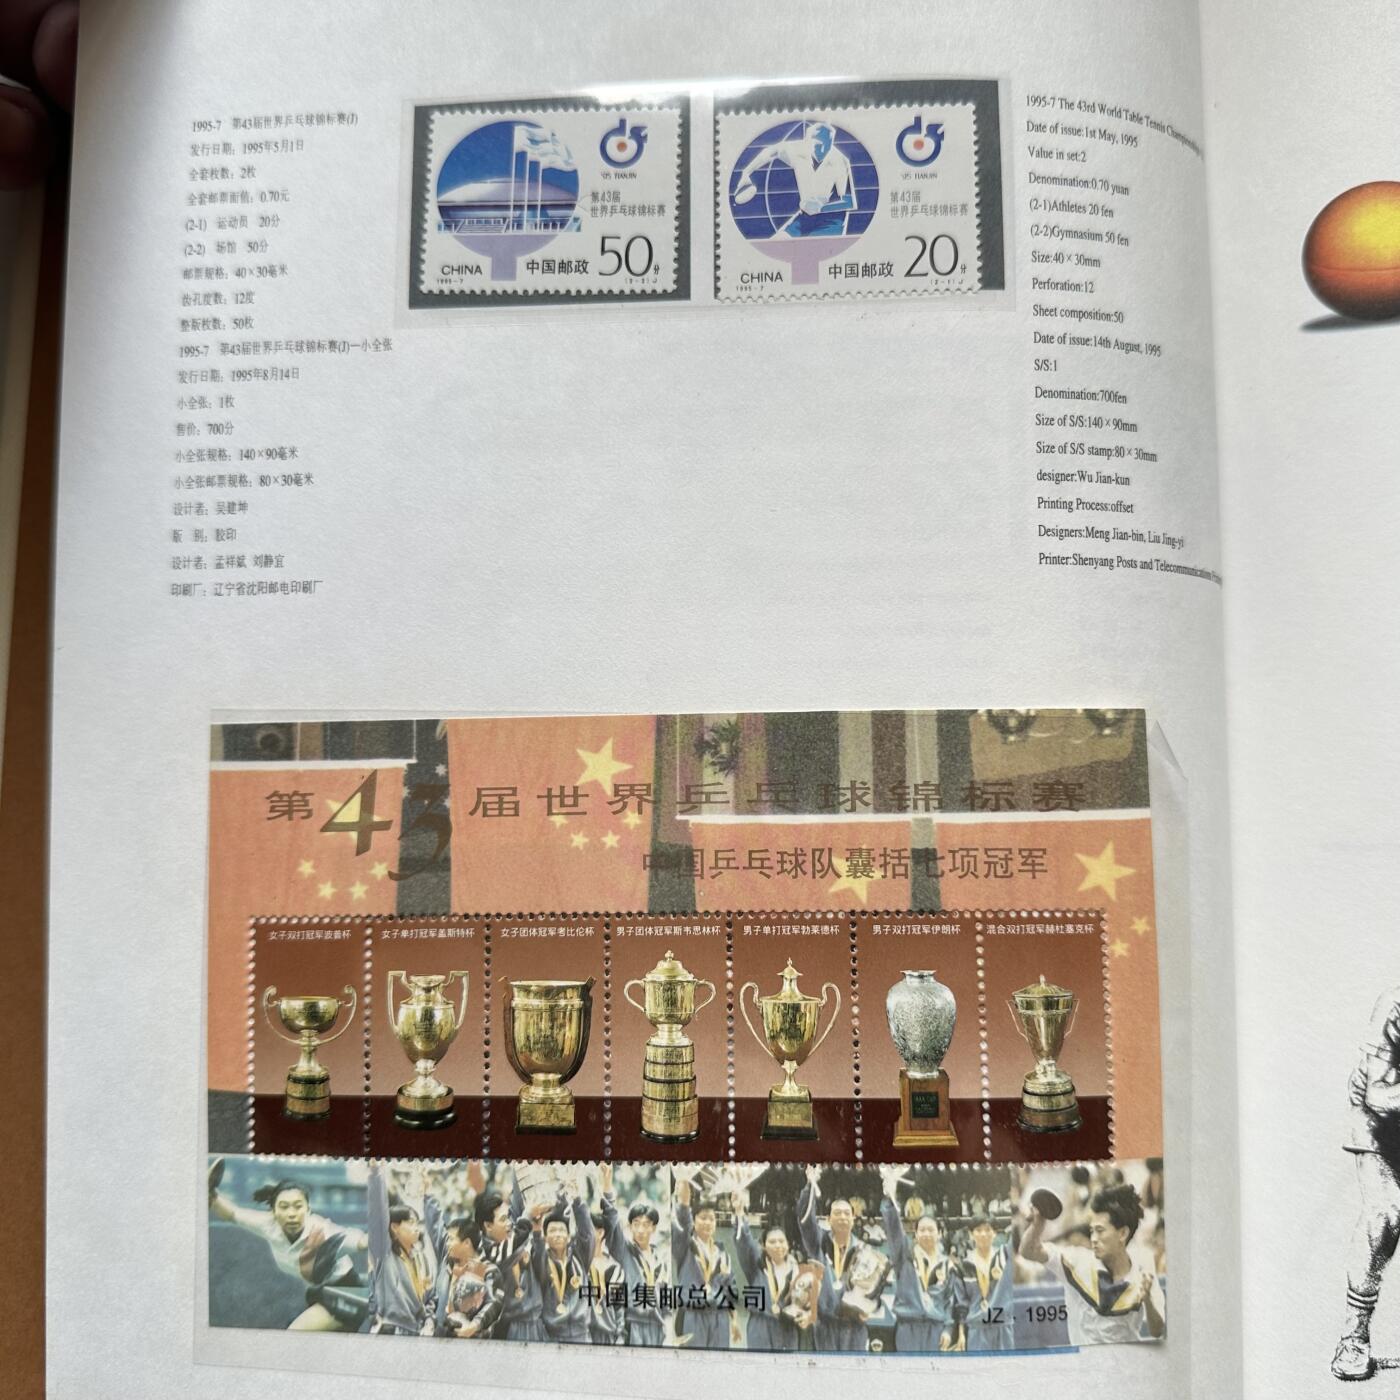 1995-7 第43届世界乒乓球锦标赛(J)
发行日期：1995年5月1日
全套枚数：2枚
全套邮票面值：0.70元
(2-1) 运动员 20分
(2-2) 场馆 50分
邮票规格：40×30毫米
齿孔度数：12度
整版枚数：50枚
1995-7 第43届世界乒乓球锦标赛(J)一小全张
发行日期：1995年8月14日
小全张：1枚
售价：700分
小全张规格：140×90毫米
小全张邮票规格：80×30毫米
设计者：吴建坤
版 别：胶印
设计者：孟祥斌 刘静宜
印刷厂：辽宁省沈阳邮电印刷厂
'95 TIANJIN
第43届
世界乒乓球锦标赛
CHINA 中国邮政 50分
1995-7 (2-2)J
'95 TIANJIN
第43届
世界乒乓球锦标赛
CHINA 中国邮政 20分
1995-7 (2-1)J
1995-7 The 43rd World Table Tennis Championships
Date of issue:1st May, 1995
Value in set:2
Denomination:0.70 yuan
(2-1)Athletes 20 fen
(2-2)Gymnasium 50 fen
Size:40×30mm
Perforation:12
Sheet composition:50
Date of issue:14th August, 1995
S/S:1
Denomination:700fen
Size of S/S:140×90mm
Size of S/S stamp:80×30mm
designer:Wu Jian-kun
Printing Process:offset
Designers:Meng Jian-bin, Liu Jing-yi
Printer:Shenyang Posts and Telecommunications
第43届世界乒乓球锦标赛
中国乒乓球队囊括七项冠军
女子双打冠军波普杯
女子单打冠军盖斯特杯
女子团体冠军考比伦杯
男子团体冠军斯韦思林杯
男子单打冠军勃莱德杯
男子双打冠军伊朗杯
混合双打冠军赫杜塞克杯
IRAN CUP
中国集邮总公司
JZ·1995